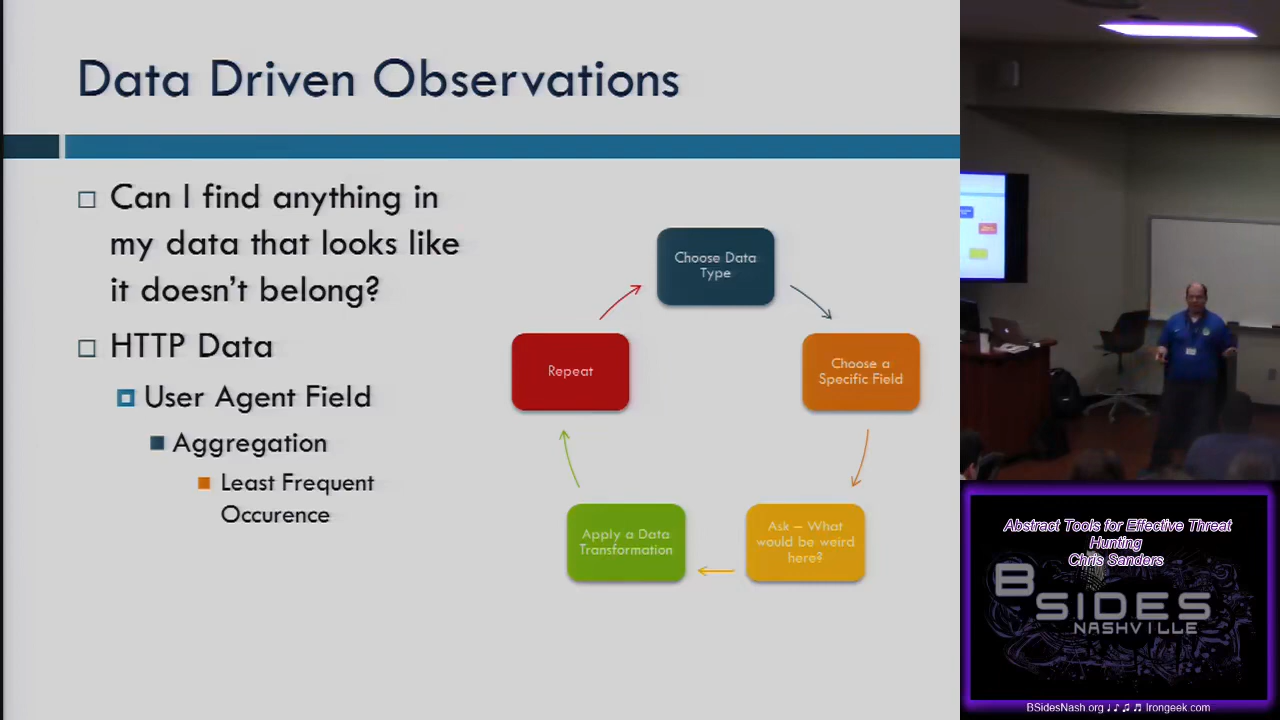 Data Driven Observations
Can I find anything in
my data that looks like
it doesn't belong?
HTTP Data
User Agent Field
Aggregation
Least Frequent
Occurence
Choose Data
Type
Choose a
Specific Field
Ask – What
would be weird
here?
Apply a Data
Transformation
Repeat
Abstract Tools for Effective Threat
Hunting
Chris Sanders
BSIDES
NASHVILLE
BSidesNash.org ♩ ♪ ♫ ♬ Irongeek.com